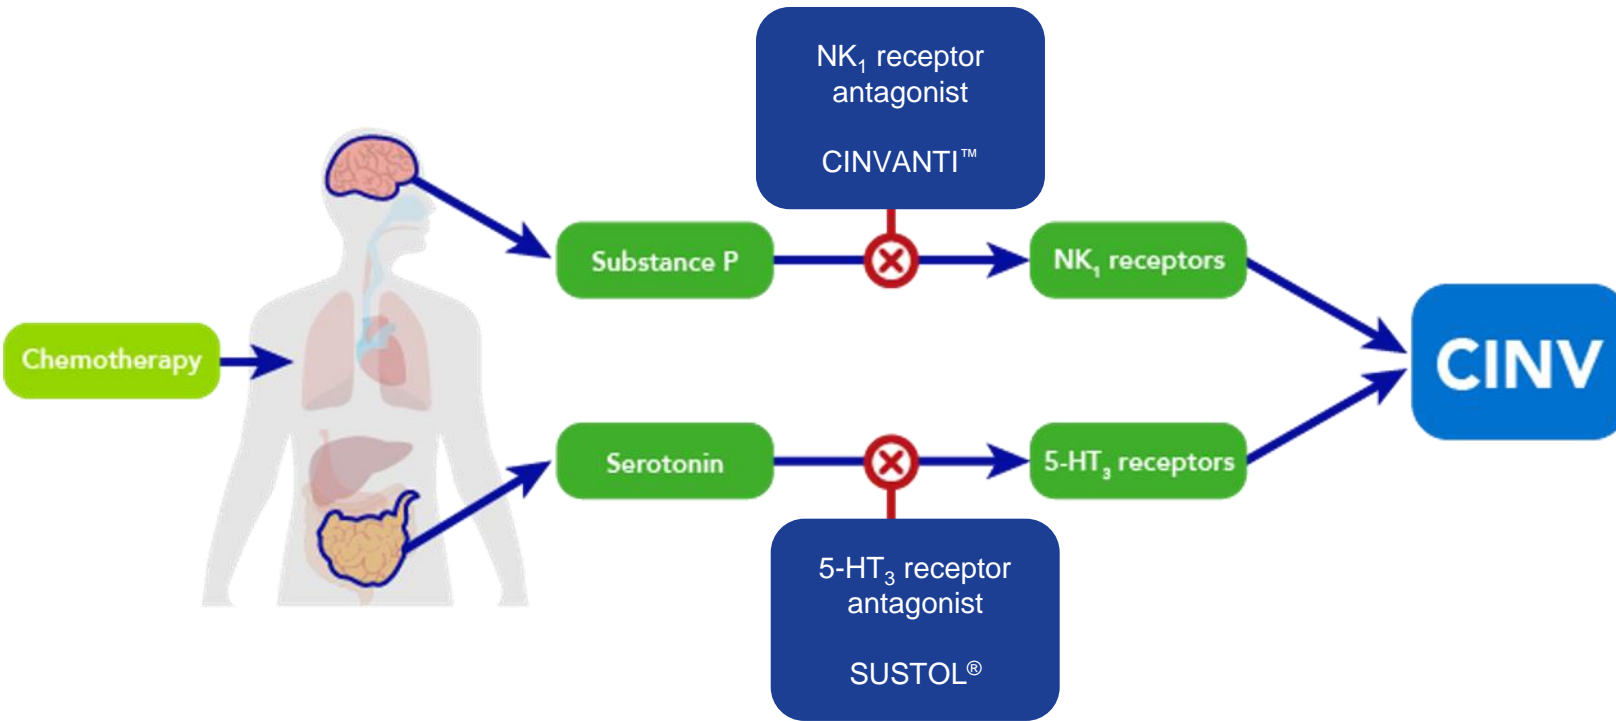 NK₁ receptor
antagonist
CINVANTI™
Substance P
NK₁ receptors
Chemotherapy
CINV
Serotonin
5-HT₃ receptors
5-HT₃ receptor
antagonist
SUSTOL®